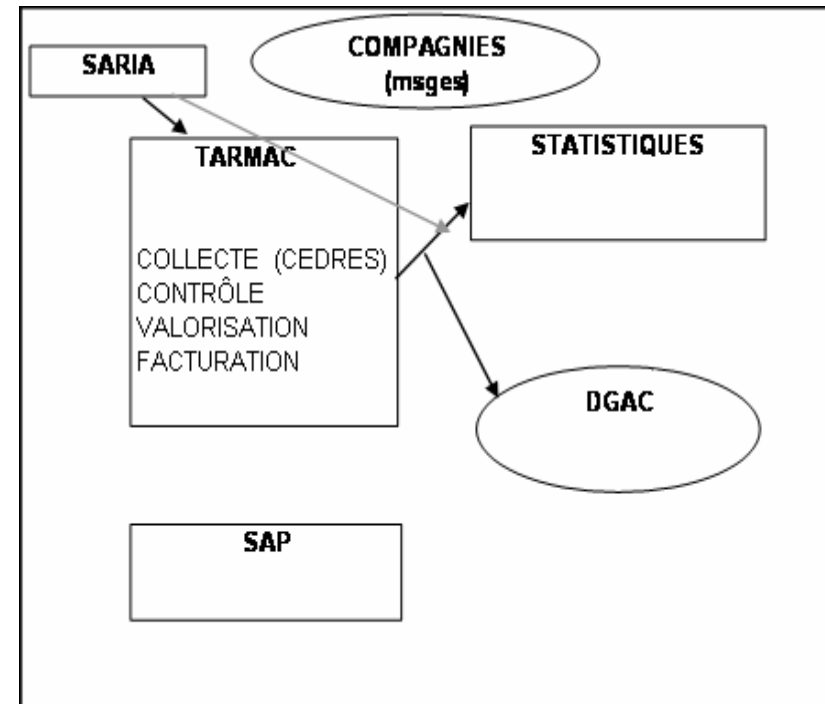 SARIA
COMPAGNIES
(msges)
TARMAC
STATISTIQUES
COLLECTE (CEDRES)
CONTRÔLE
VALORISATION
FACTURATION
DGAC
SAP